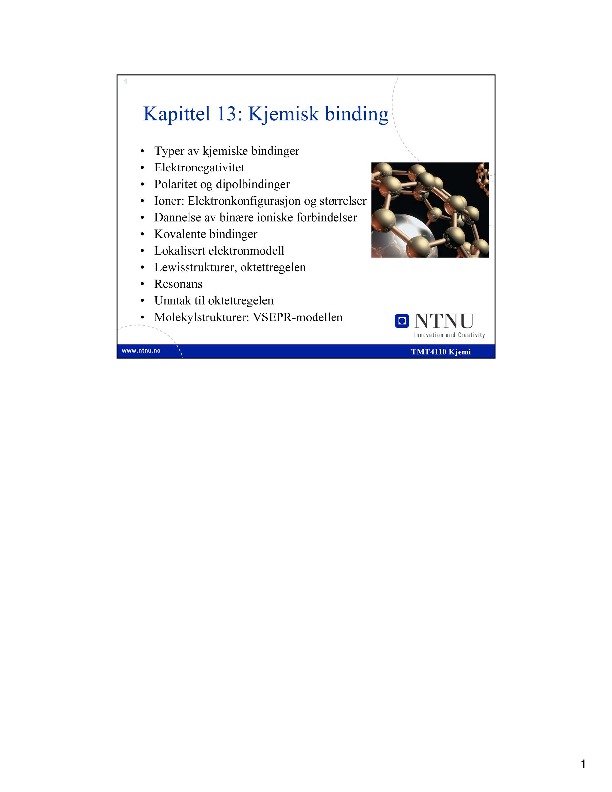 1
Kapittel 13: Kjemisk binding
• Typer av kjemiske bindinger
• Elektronegativitet
• Polaritet og dipolbindinger
• Ioner: Elektronkonfigurasjon og størrelser
• Dannelse av binære ioniske forbindelser
• Kovalente bindinger
• Lokalisert elektronmodell
• Lewisstrukturer, oktettregelen
• Resonans
• Unntak til oktettregelen
• Molekylstrukturer: VSEPR-modellen
NTNU
Innovation and Creativity
www.ntnu.no
TMT4110 Kjemi
1